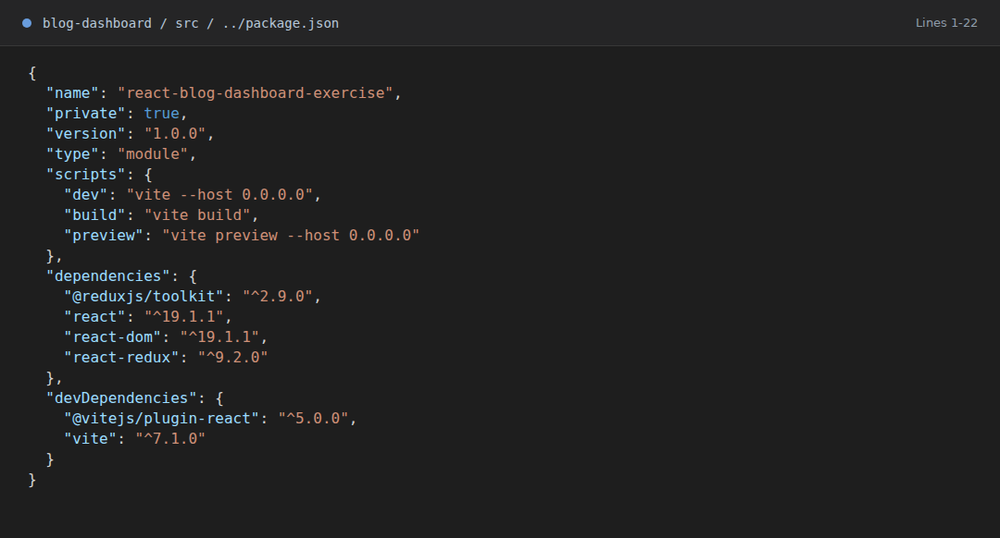 blog-dashboard / src / ../package.json
Lines 1-22
{
  "name": "react-blog-dashboard-exercise",
  "private": true,
  "version": "1.0.0",
  "type": "module",
  "scripts": {
    "dev": "vite --host 0.0.0.0",
    "build": "vite build",
    "preview": "vite preview --host 0.0.0.0"
  },
  "dependencies": {
    "@reduxjs/toolkit": "^2.9.0",
    "react": "^19.1.1",
    "react-dom": "^19.1.1",
    "react-redux": "^9.2.0"
  },
  "devDependencies": {
    "@vitejs/plugin-react": "^5.0.0",
    "vite": "^7.1.0"
  }
}